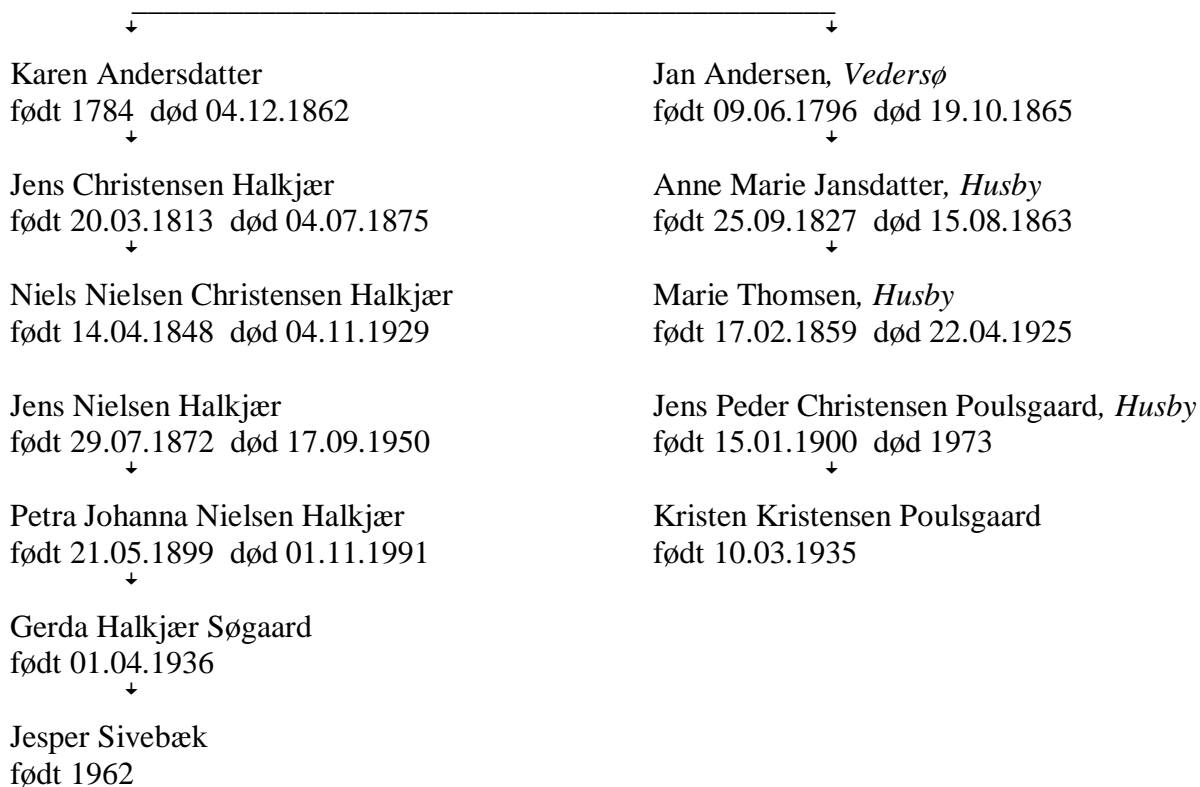 Karen Andersdatter
født 1784 død 04.12.1862
Jens Christensen Halkjær
født 20.03.1813 død 04.07.1875
Niels Nielsen Christensen Halkjær
født 14.04.1848 død 04.11.1929
Jens Nielsen Halkjær
født 29.07.1872 død 17.09.1950
Petra Johanna Nielsen Halkjær
født 21.05.1899 død 01.11.1991
Gerda Halkjær Søgaard
født 01.04.1936
Jesper Sivebæk
født 1962
Jan Andersen, Vedersø
født 09.06.1796 død 19.10.1865
Anne Marie Jansdatter, Husby
født 25.09.1827 død 15.08.1863
Marie Thomsen, Husby
født 17.02.1859 død 22.04.1925
Jens Peder Christensen Poulsgaard, Husby
født 15.01.1900 død 1973
Kristen Kristensen Poulsgaard
født 10.03.1935